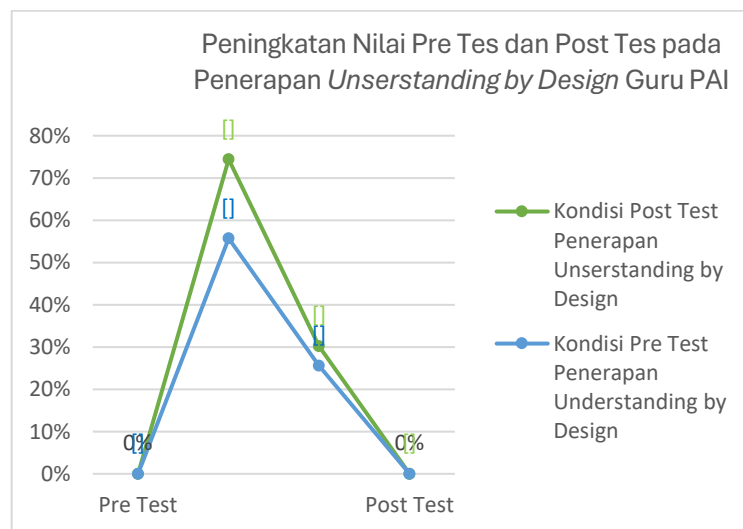 Peningkatan Nilai Pre Tes dan Post Tes pada
Penerapan Unserstanding by Design Guru PAI
80%
70%
60%
50%
40%
30%
20%
10%
0%
[]
[]
[]
[]
[]
0%
[]
0%
Pre Test
Post Test
Kondisi Post Test
Penerapan
Unserstanding by
Design
Kondisi Pre Test
Penerapan
Understanding by
Design